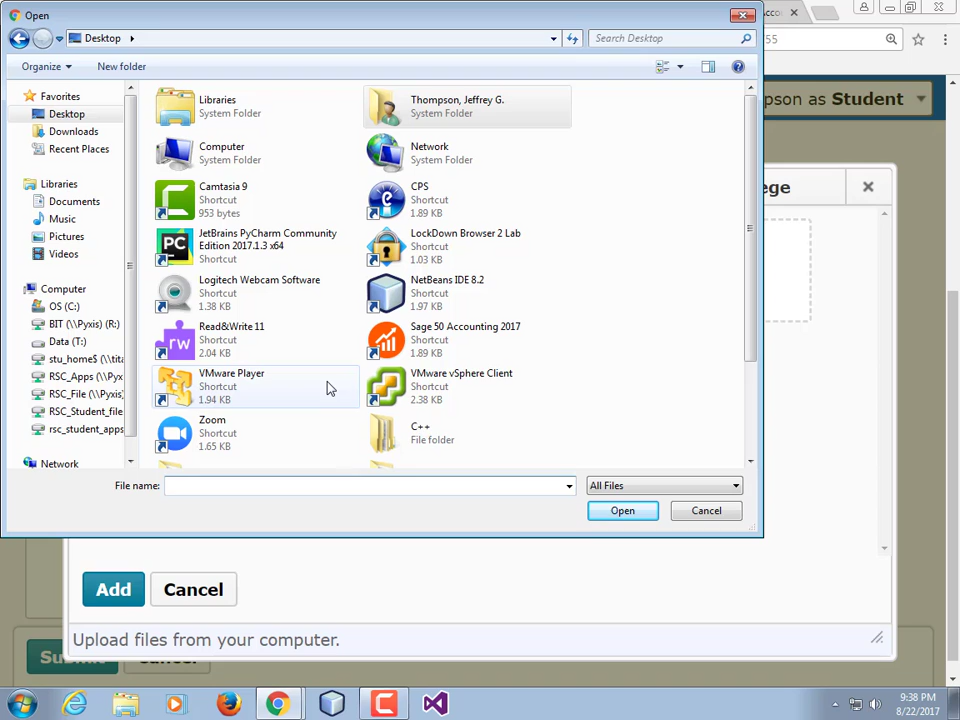 Open
Acco
Desktop
Search Desktop
55
Organize
New folder
Favorites
Desktop
Downloads
Recent Places
Libraries
Documents
Music
Pictures
Videos
Computer
OS (C:)
BIT (\\Pyxis) (R:)
Data (T:)
stu_home$ (\\tita
RSC_Apps (\\Pyx
RSC_File (\\Pyxis
RSC_Student_file
rsc_student_apps
Network
Libraries
System Folder
Thompson, Jeffrey G.
System Folder
Computer
System Folder
Network
System Folder
Camtasia 9
Shortcut
953 bytes
CPS
Shortcut
1.89 KB
JetBrains PyCharm Community
Edition 2017.1.3 x64
Shortcut
LockDown Browser 2 Lab
Shortcut
1.03 KB
Logitech Webcam Software
Shortcut
1.38 KB
NetBeans IDE 8.2
Shortcut
1.97 KB
Read&Write 11
Shortcut
2.04 KB
Sage 50 Accounting 2017
Shortcut
1.89 KB
VMware Player
Shortcut
1.94 KB
VMware vSphere Client
Shortcut
2.38 KB
Zoom
Shortcut
1.65 KB
C++
File folder
File name:
All Files
Open
Cancel
pson as Student
ege
Add
Cancel
Upload files from your computer.
Submit
Cancel
9:38 PM
8/22/2017